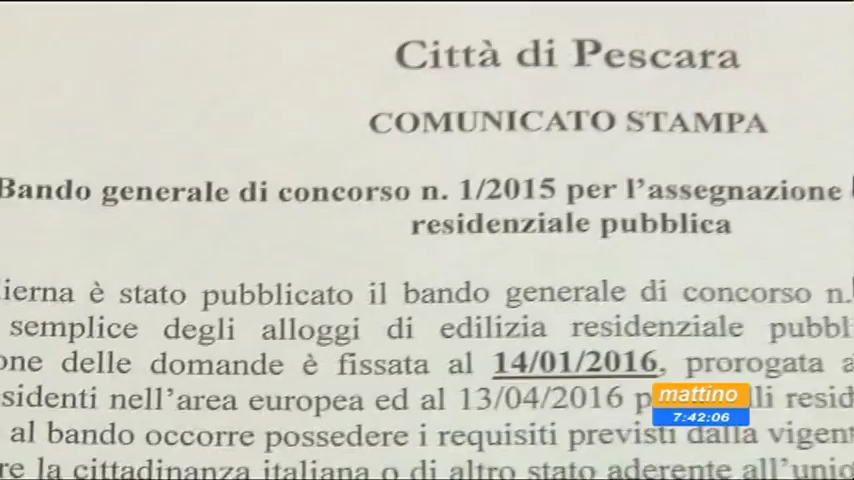 Città di Pescara
COMUNICATO STAMPA
Bando generale di concorso n. 1/2015 per l'assegnazione
residenziale pubblica
ierna è stato pubblicato il bando generale di concorso n.
semplice degli alloggi di edilizia residenziale pubbl
one delle domande è fissata al 14/01/2016, prorogata a
sidenti nell'area europea ed al 13/04/2016 p li resid
al bando occorre possedere i requisiti previsti dalla vigent
re la cittadinanza italiana o di altro stato aderente all'unio
mattino
7:42:06